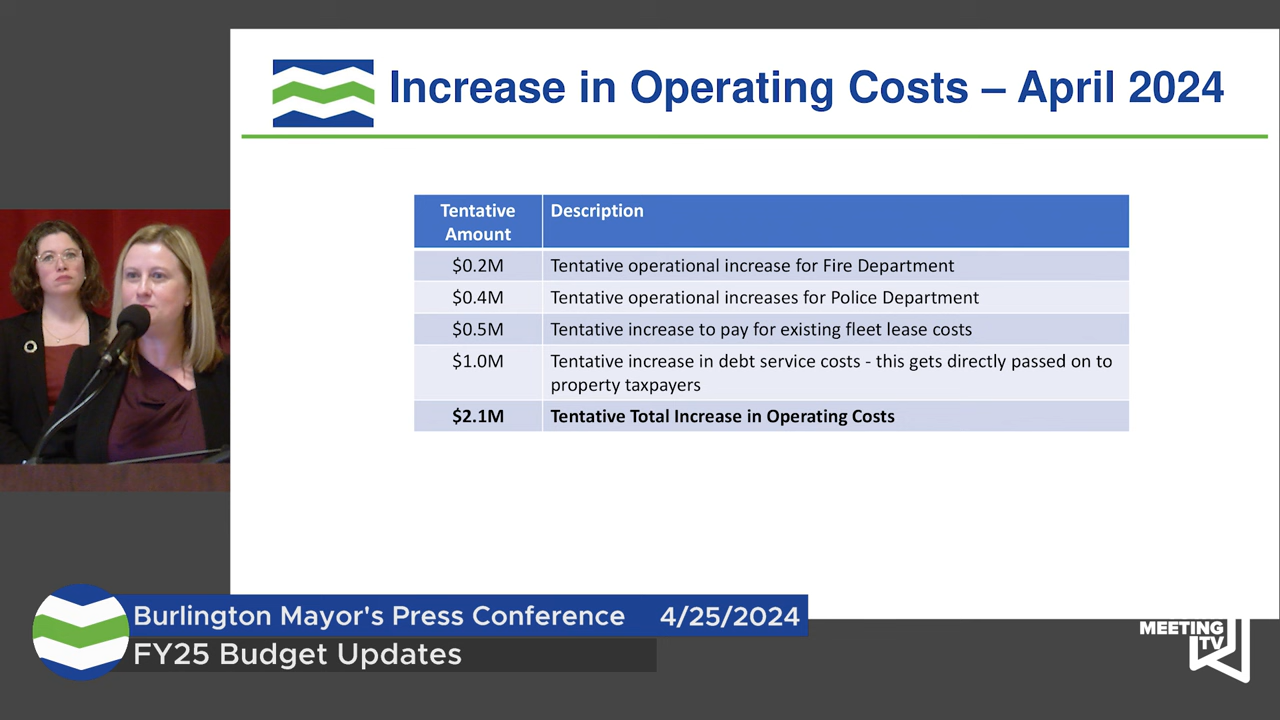 Increase in Operating Costs – April 2024
Tentative Amount
Description
$0.2M
Tentative operational increase for Fire Department
$0.4M
Tentative operational increases for Police Department
$0.5M
Tentative increase to pay for existing fleet lease costs
$1.0M
Tentative increase in debt service costs - this gets directly passed on to
property taxpayers
$2.1M
Tentative Total Increase in Operating Costs
Burlington Mayor's Press Conference 4/25/2024
FY25 Budget Updates
MEETING
TV